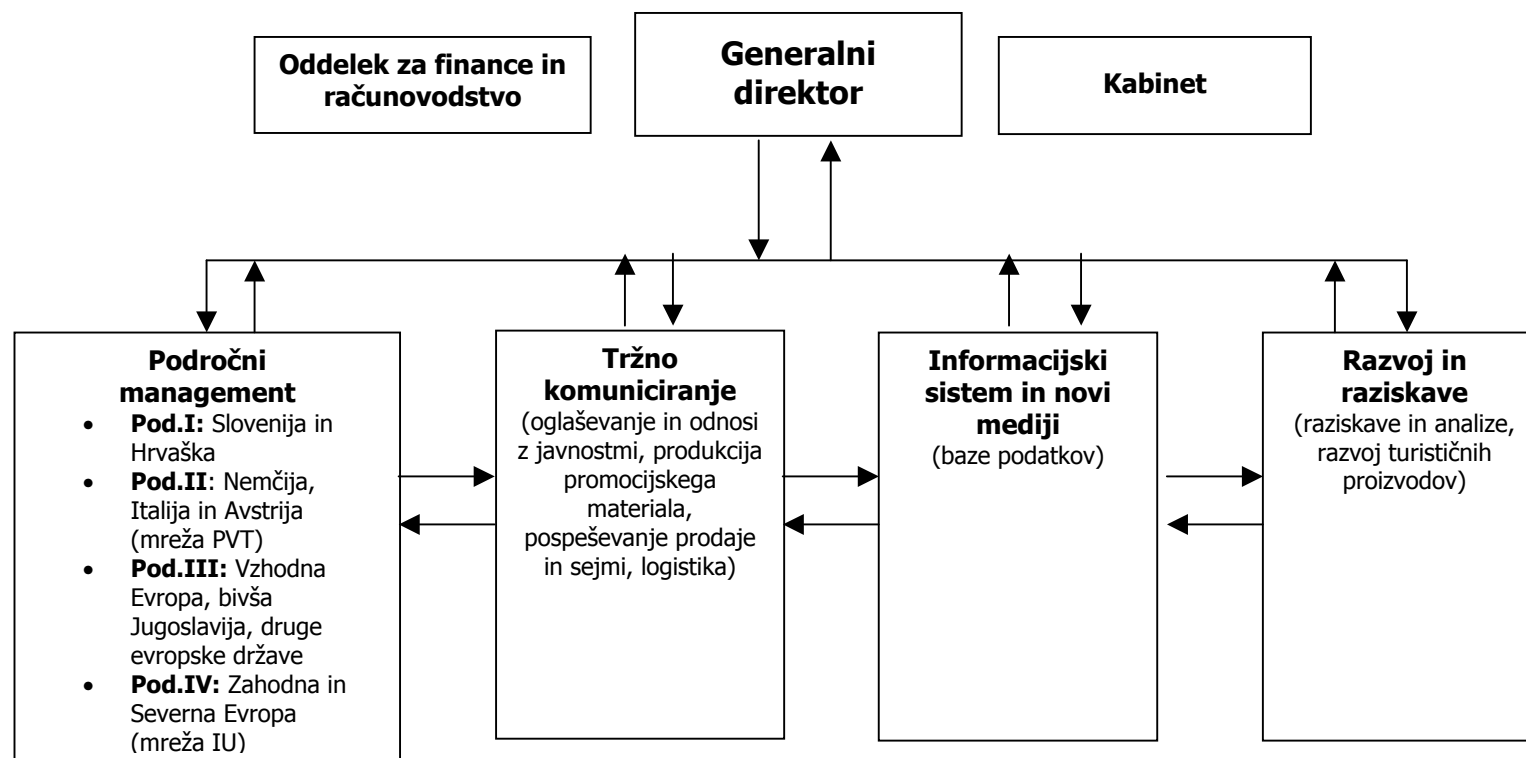 Oddelek za finance in
računovodstvo
Generalni
direktor
Kabinet
Področni
management
• Pod.I: Slovenija in
Hrvaška
• Pod.II: Nemčija,
Italija in Avstrija
(mreža PVT)
• Pod.III: Vzhodna
Evropa, bivša
Jugoslavija, druge
evropske države
• Pod.IV: Zahodna in
Severna Evropa
(mreža IU)
Tržno
komuniciranje
(oglaševanje in odnosi
z javnostmi, produkcija
promocijskega
materiala,
pospeševanje prodaje
in sejmi, logistika)
Informacijski
sistem in novi
mediji
(baze podatkov)
Razvoj in
raziskave
(raziskave in analize,
razvoj turističnih
proizvodov)